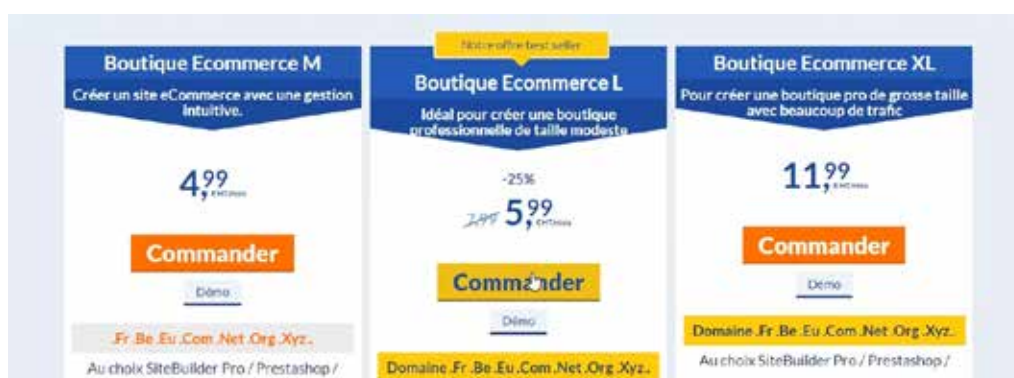 Boutique Ecommerce M
Créer un site eCommerce avec une gestion
intuitive.
4,99
Commander
Démo
.Fr .Be .Eu .Com .Net .Org .Xyz..
Au choix SiteBuilder Pro / Prestashop /
Notre offre best seller
Boutique Ecommerce L
Idéal pour créer une boutique
professionnelle de taille modeste
-25%
7,99 5,99
Commander
Démo
Domaine .Fr .Be .Eu .Com .Net .Org .Xyz..
Boutique Ecommerce XL
Pour créer une boutique pro de grosse taille
avec beaucoup de trafic
11,99
Commander
Démo
Domaine .Fr .Be .Eu .Com .Net .Org .Xyz..
Au choix SiteBuilder Pro / Prestashop /